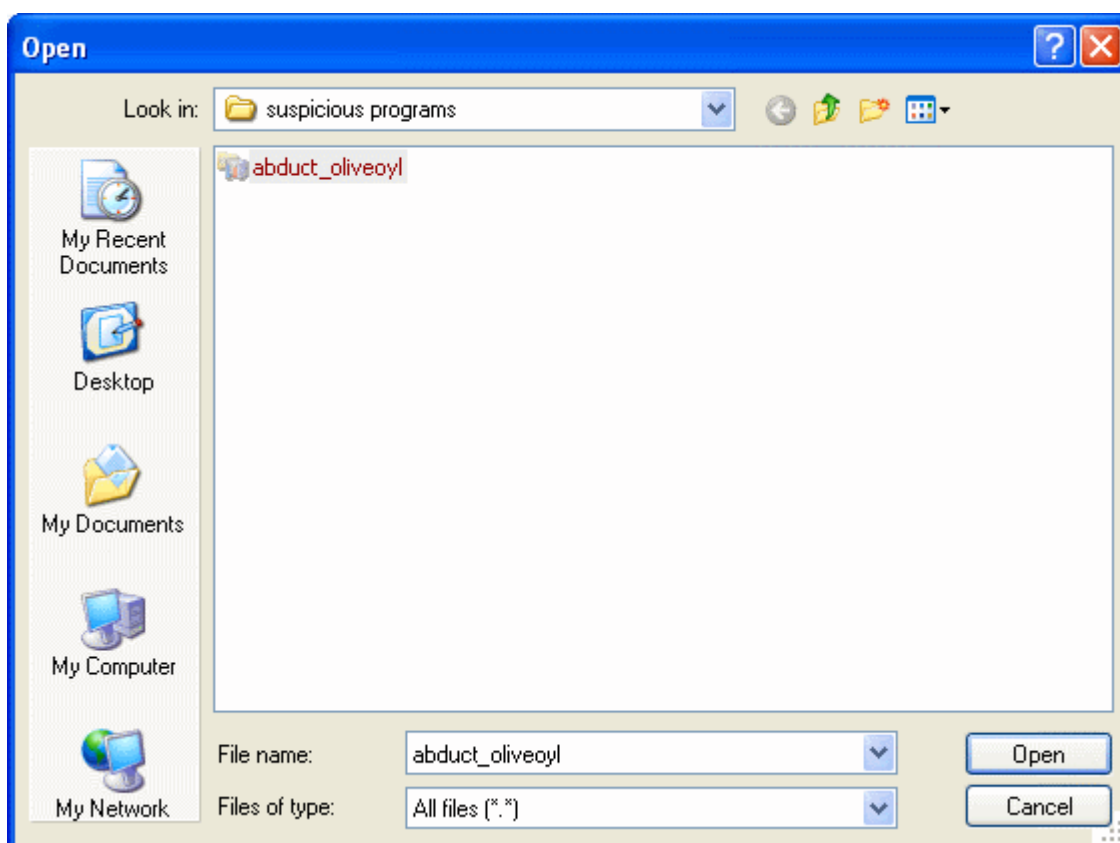 Open
Look in: suspicious programs
abduct_oliveoyl
My Recent
Documents
Desktop
My Documents
My Computer
My Network
File name: abduct_oliveoyl Open
Files of type: All files (*.*) Cancel